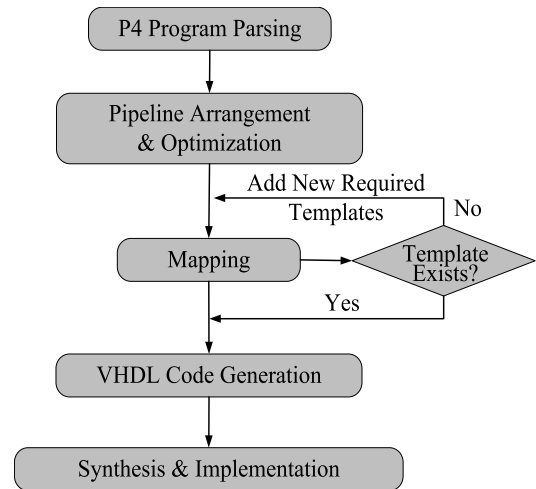 P4 Program Parsing
Pipeline Arrangement
& Optimization
Add New Required
Templates
No
Mapping
Template
Exists?
Yes
VHDL Code Generation
Synthesis & Implementation